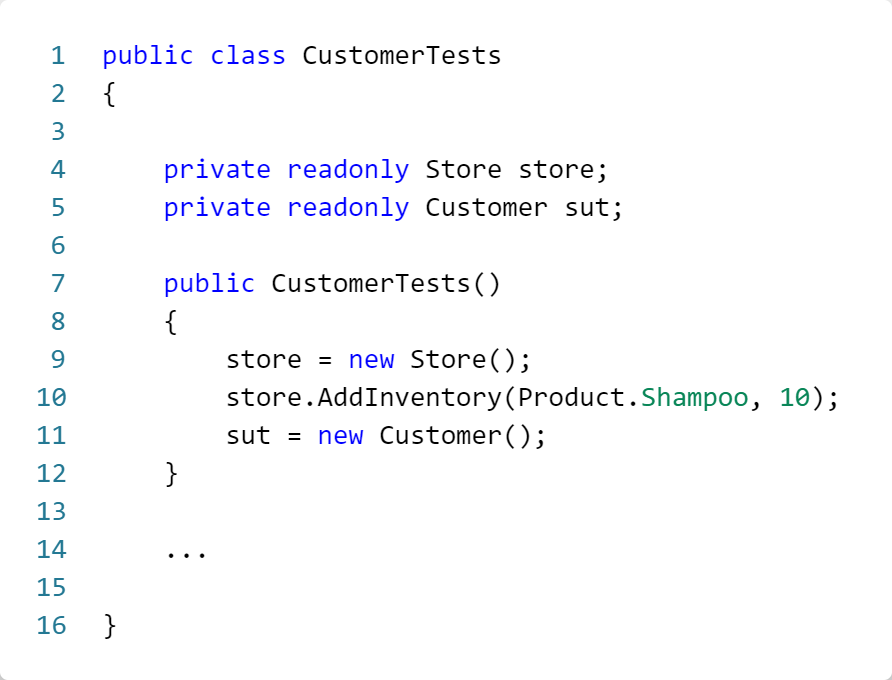 1 public class CustomerTests
2 {
3
4     private readonly Store store;
5     private readonly Customer sut;
6
7     public CustomerTests()
8     {
9         store = new Store();
10         store.AddInventory(Product.Shampoo, 10);
11         sut = new Customer();
12     }
13
14     ...
15
16 }